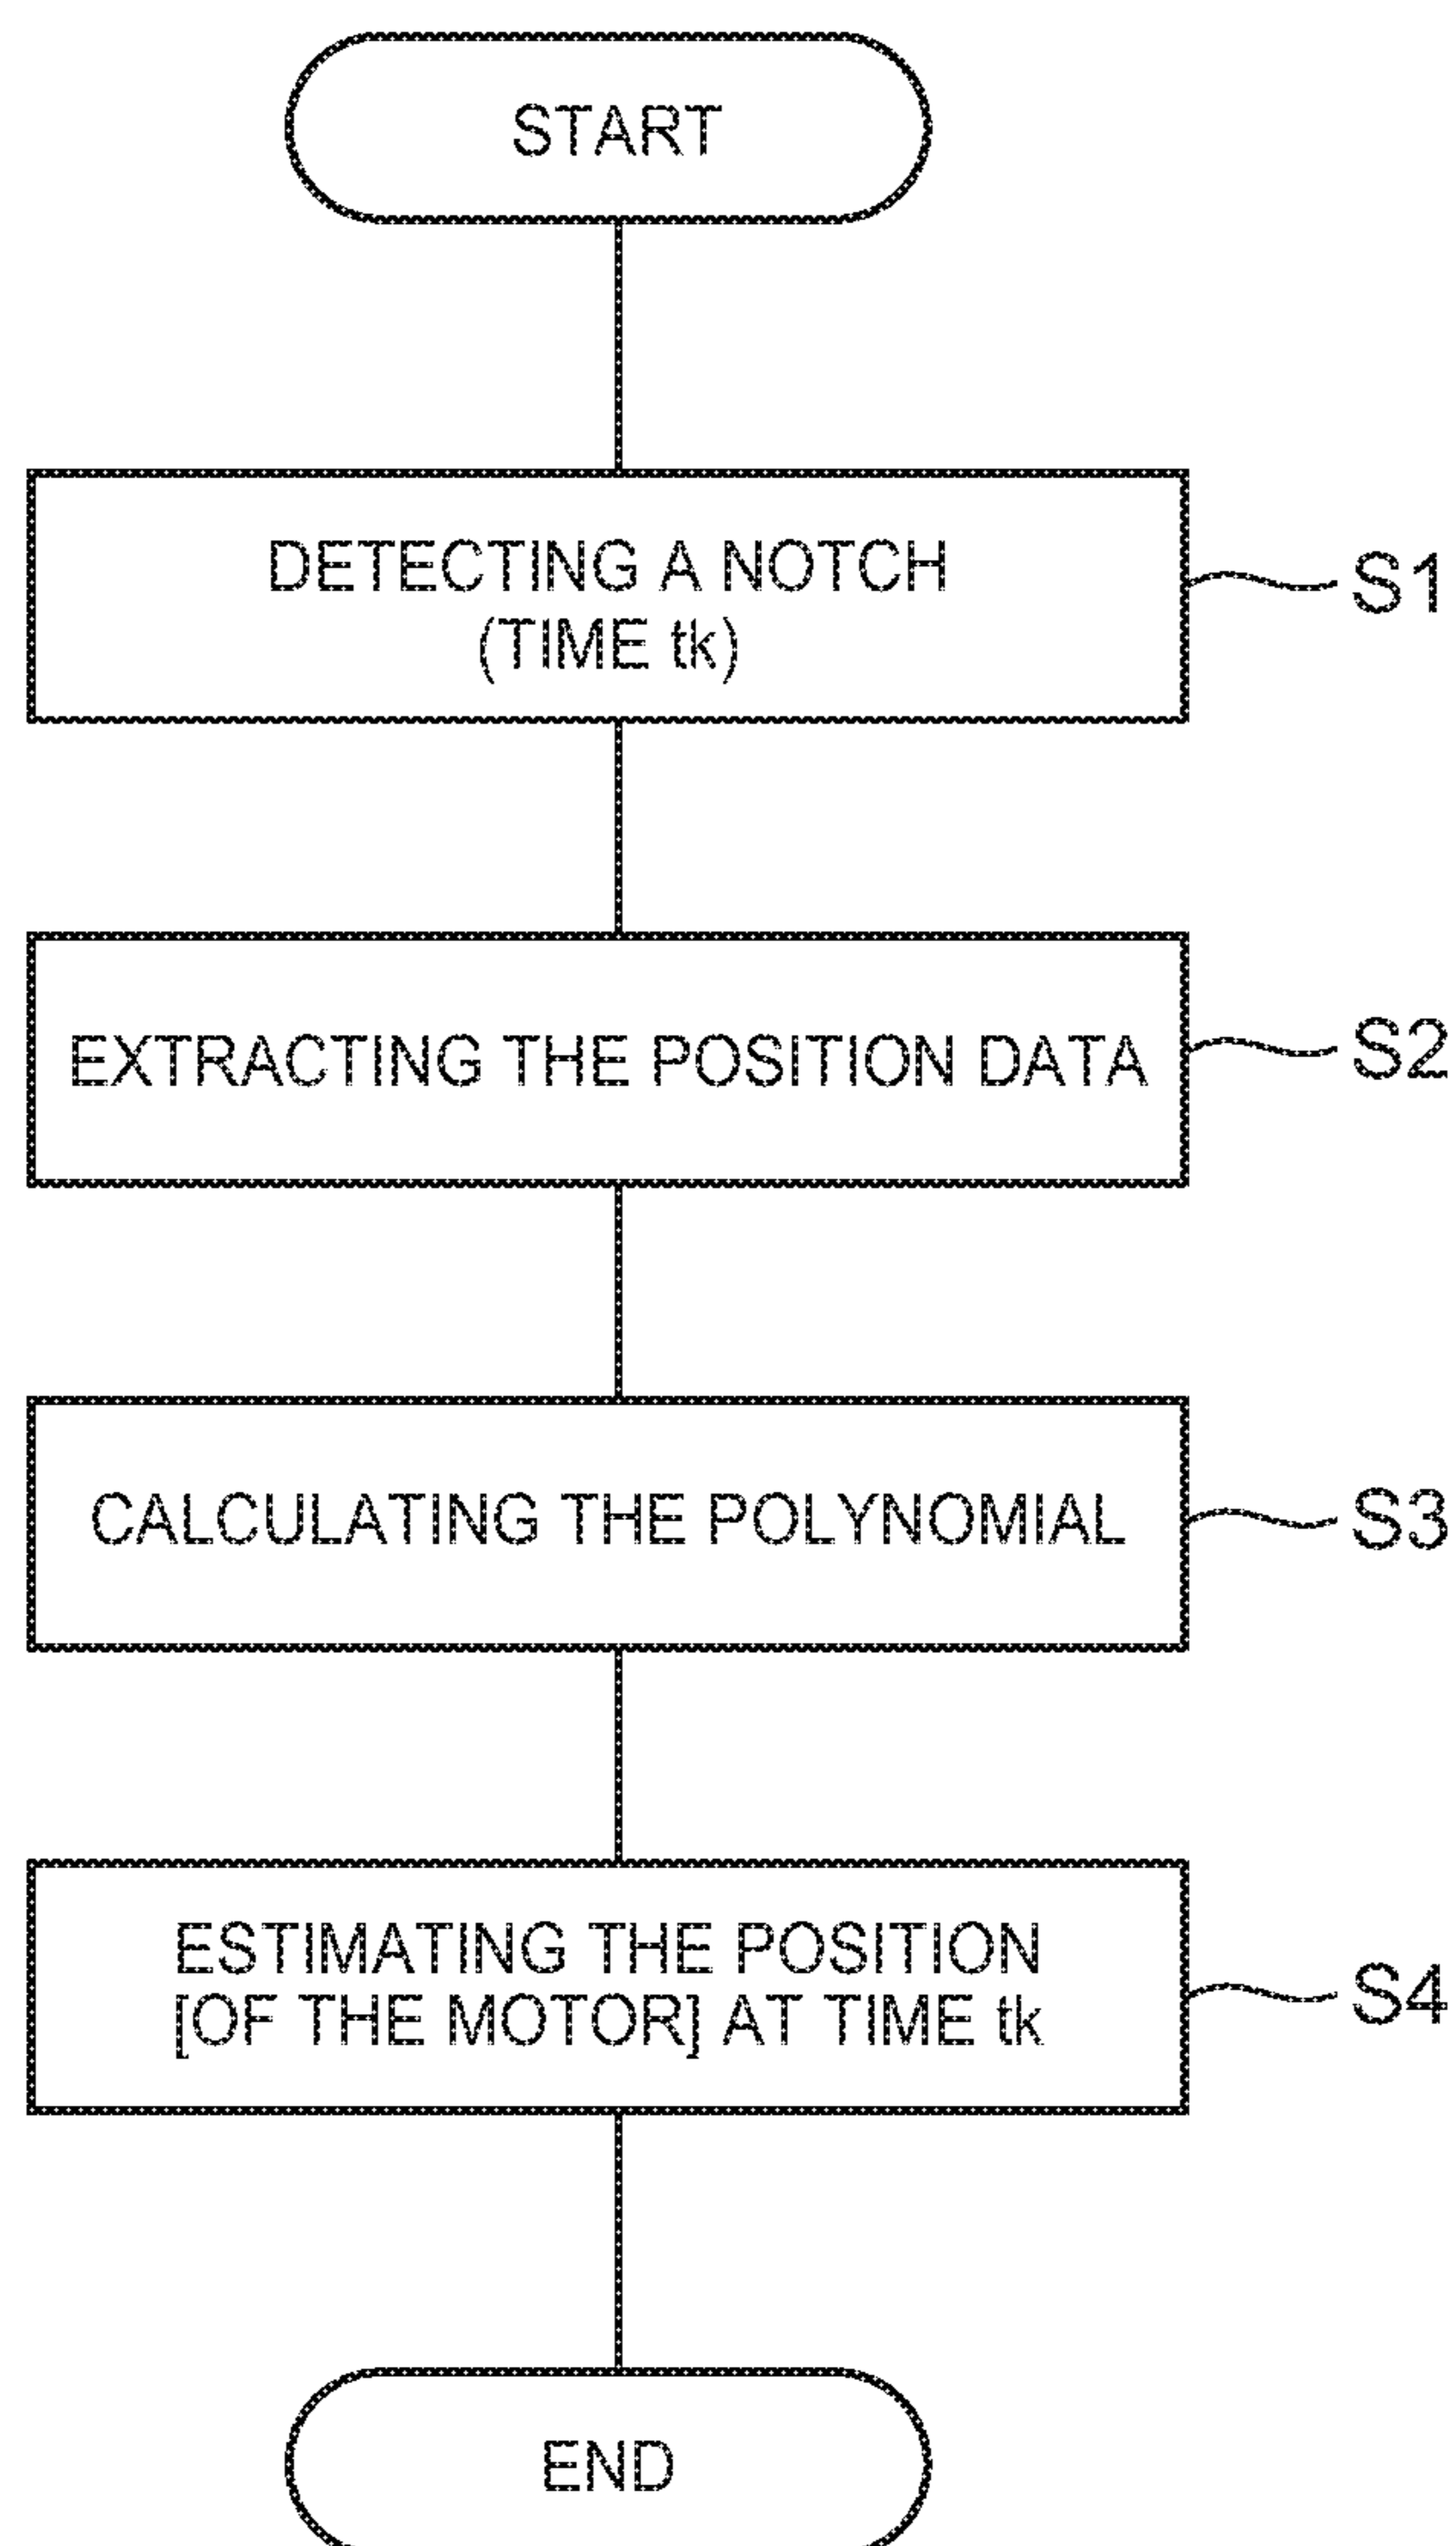 START
DETECTING A NOTCH
(TIME tk)
S1
EXTRACTING THE POSITION DATA
S2
CALCULATING THE POLYNOMIAL
S3
ESTIMATING THE POSITION
[OF THE MOTOR] AT TIME tk
S4
END